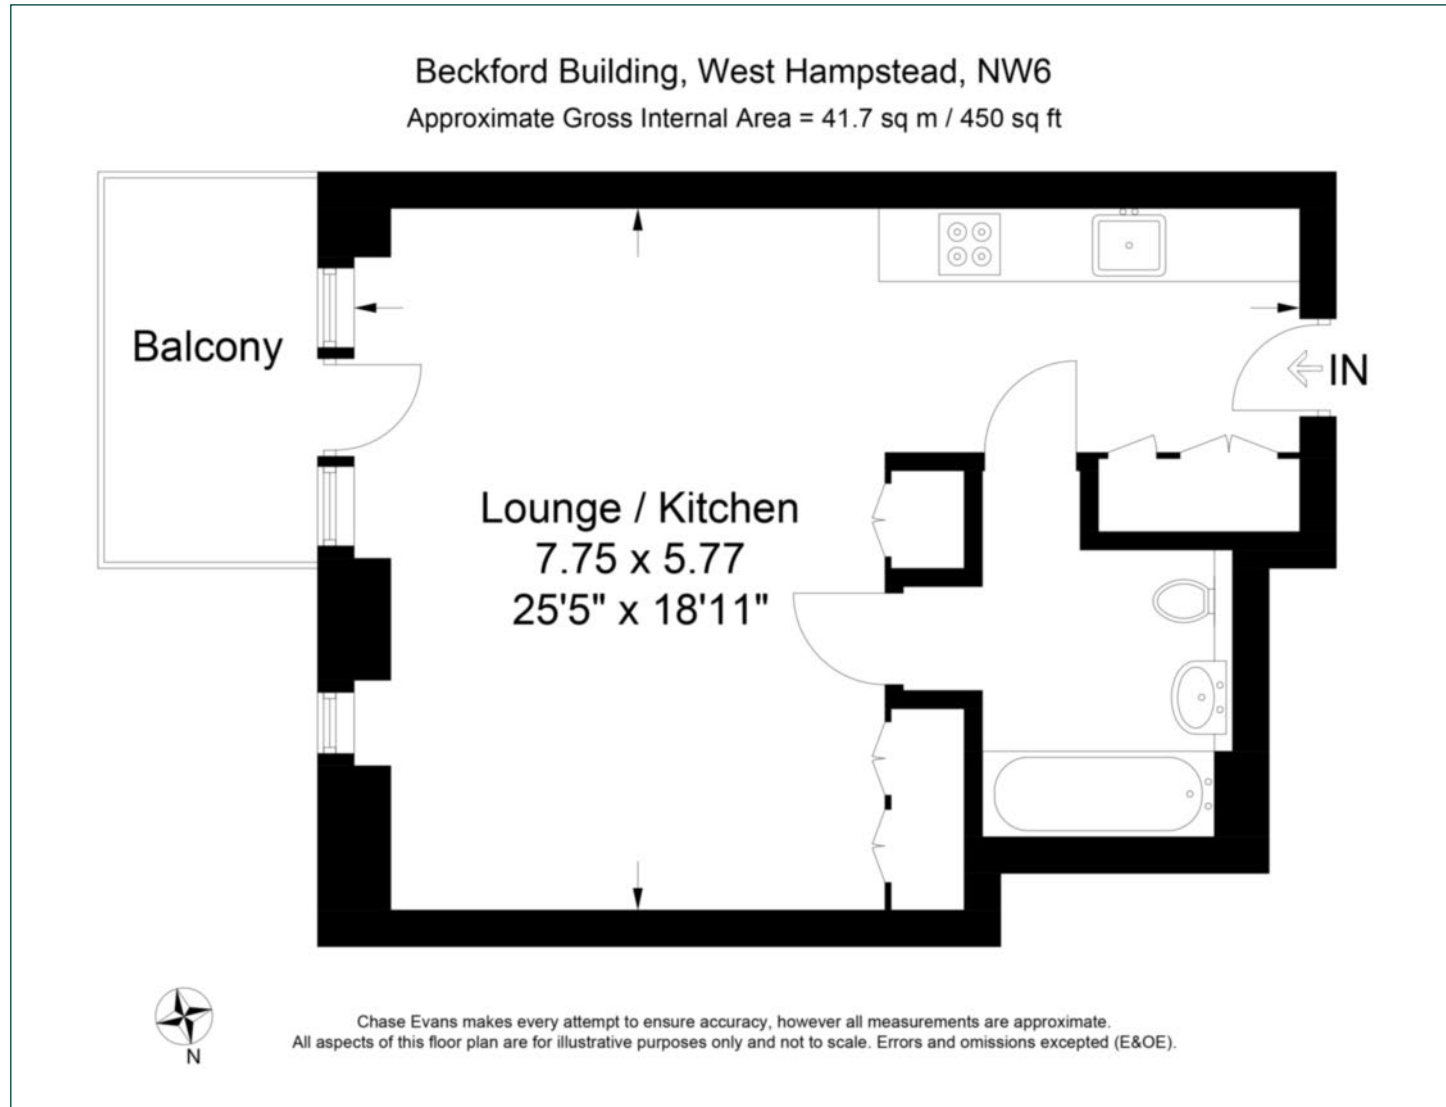 Beckford Building, West Hampstead, NW6
Approximate Gross Internal Area = 41.7 sq m / 450 sq ft
Balcony
IN
Lounge / Kitchen
7.75 x 5.77
25'5" x 18'11"
N
Chase Evans makes every attempt to ensure accuracy, however all measurements are approximate.
All aspects of this floor plan are for illustrative purposes only and not to scale. Errors and omissions excepted (E&OE).